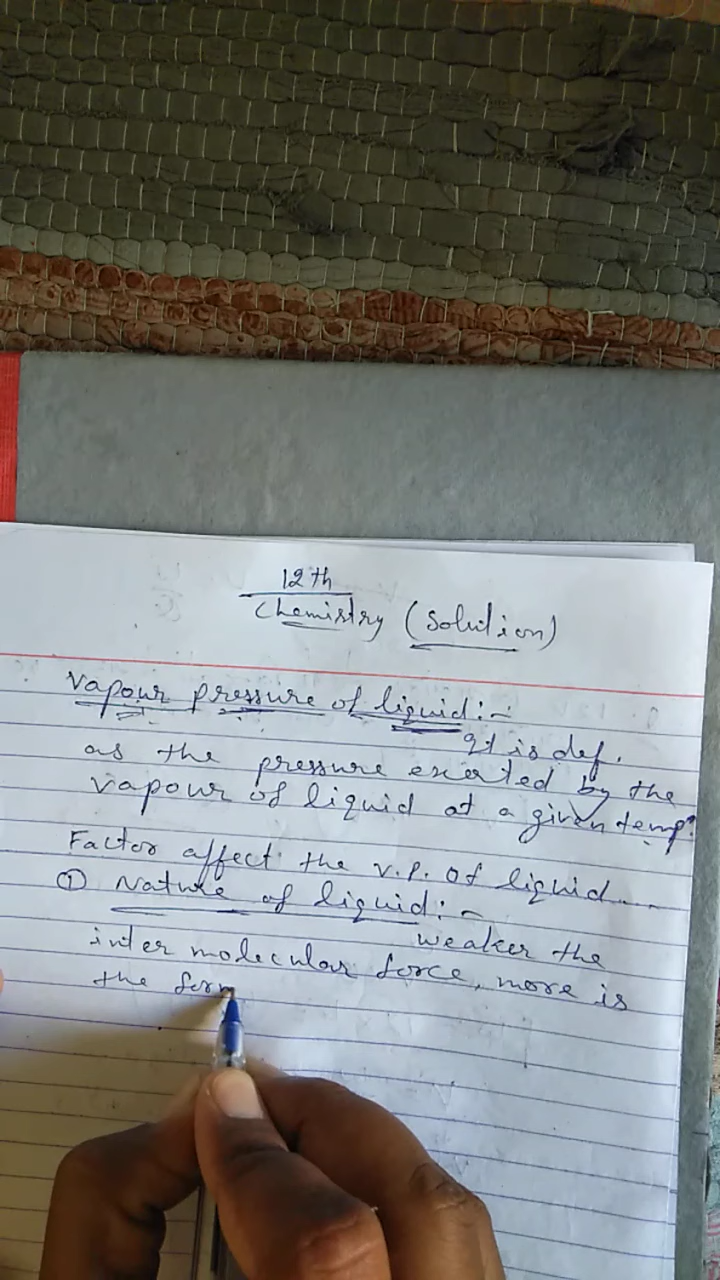 12th
Chemistry (Solution)
Vapour pressure of liquid:-
It is def.
as the pressure exerted by the
vapour of liquid at a given temp.
Factor affect the v.p. of liquid....
① Nature of liquid:-
weaker the
inter molecular force, more is
the form